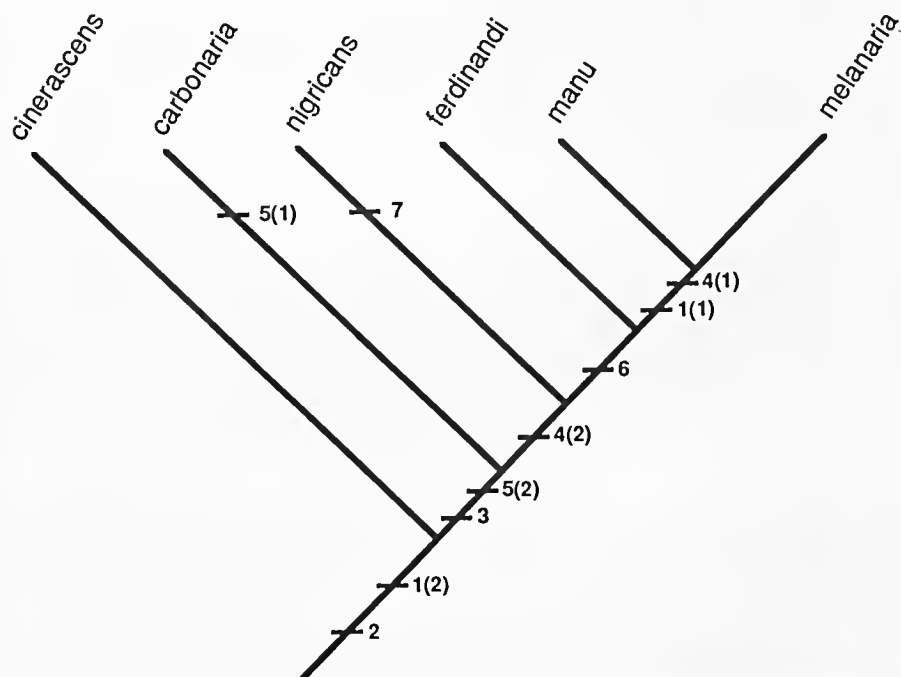 cinerascens
carbonaria
nigricans
ferdinandi
manu
melanaria
5(1)
7
4(1)
1(1)
6
4(2)
5(2)
3
1(2)
2